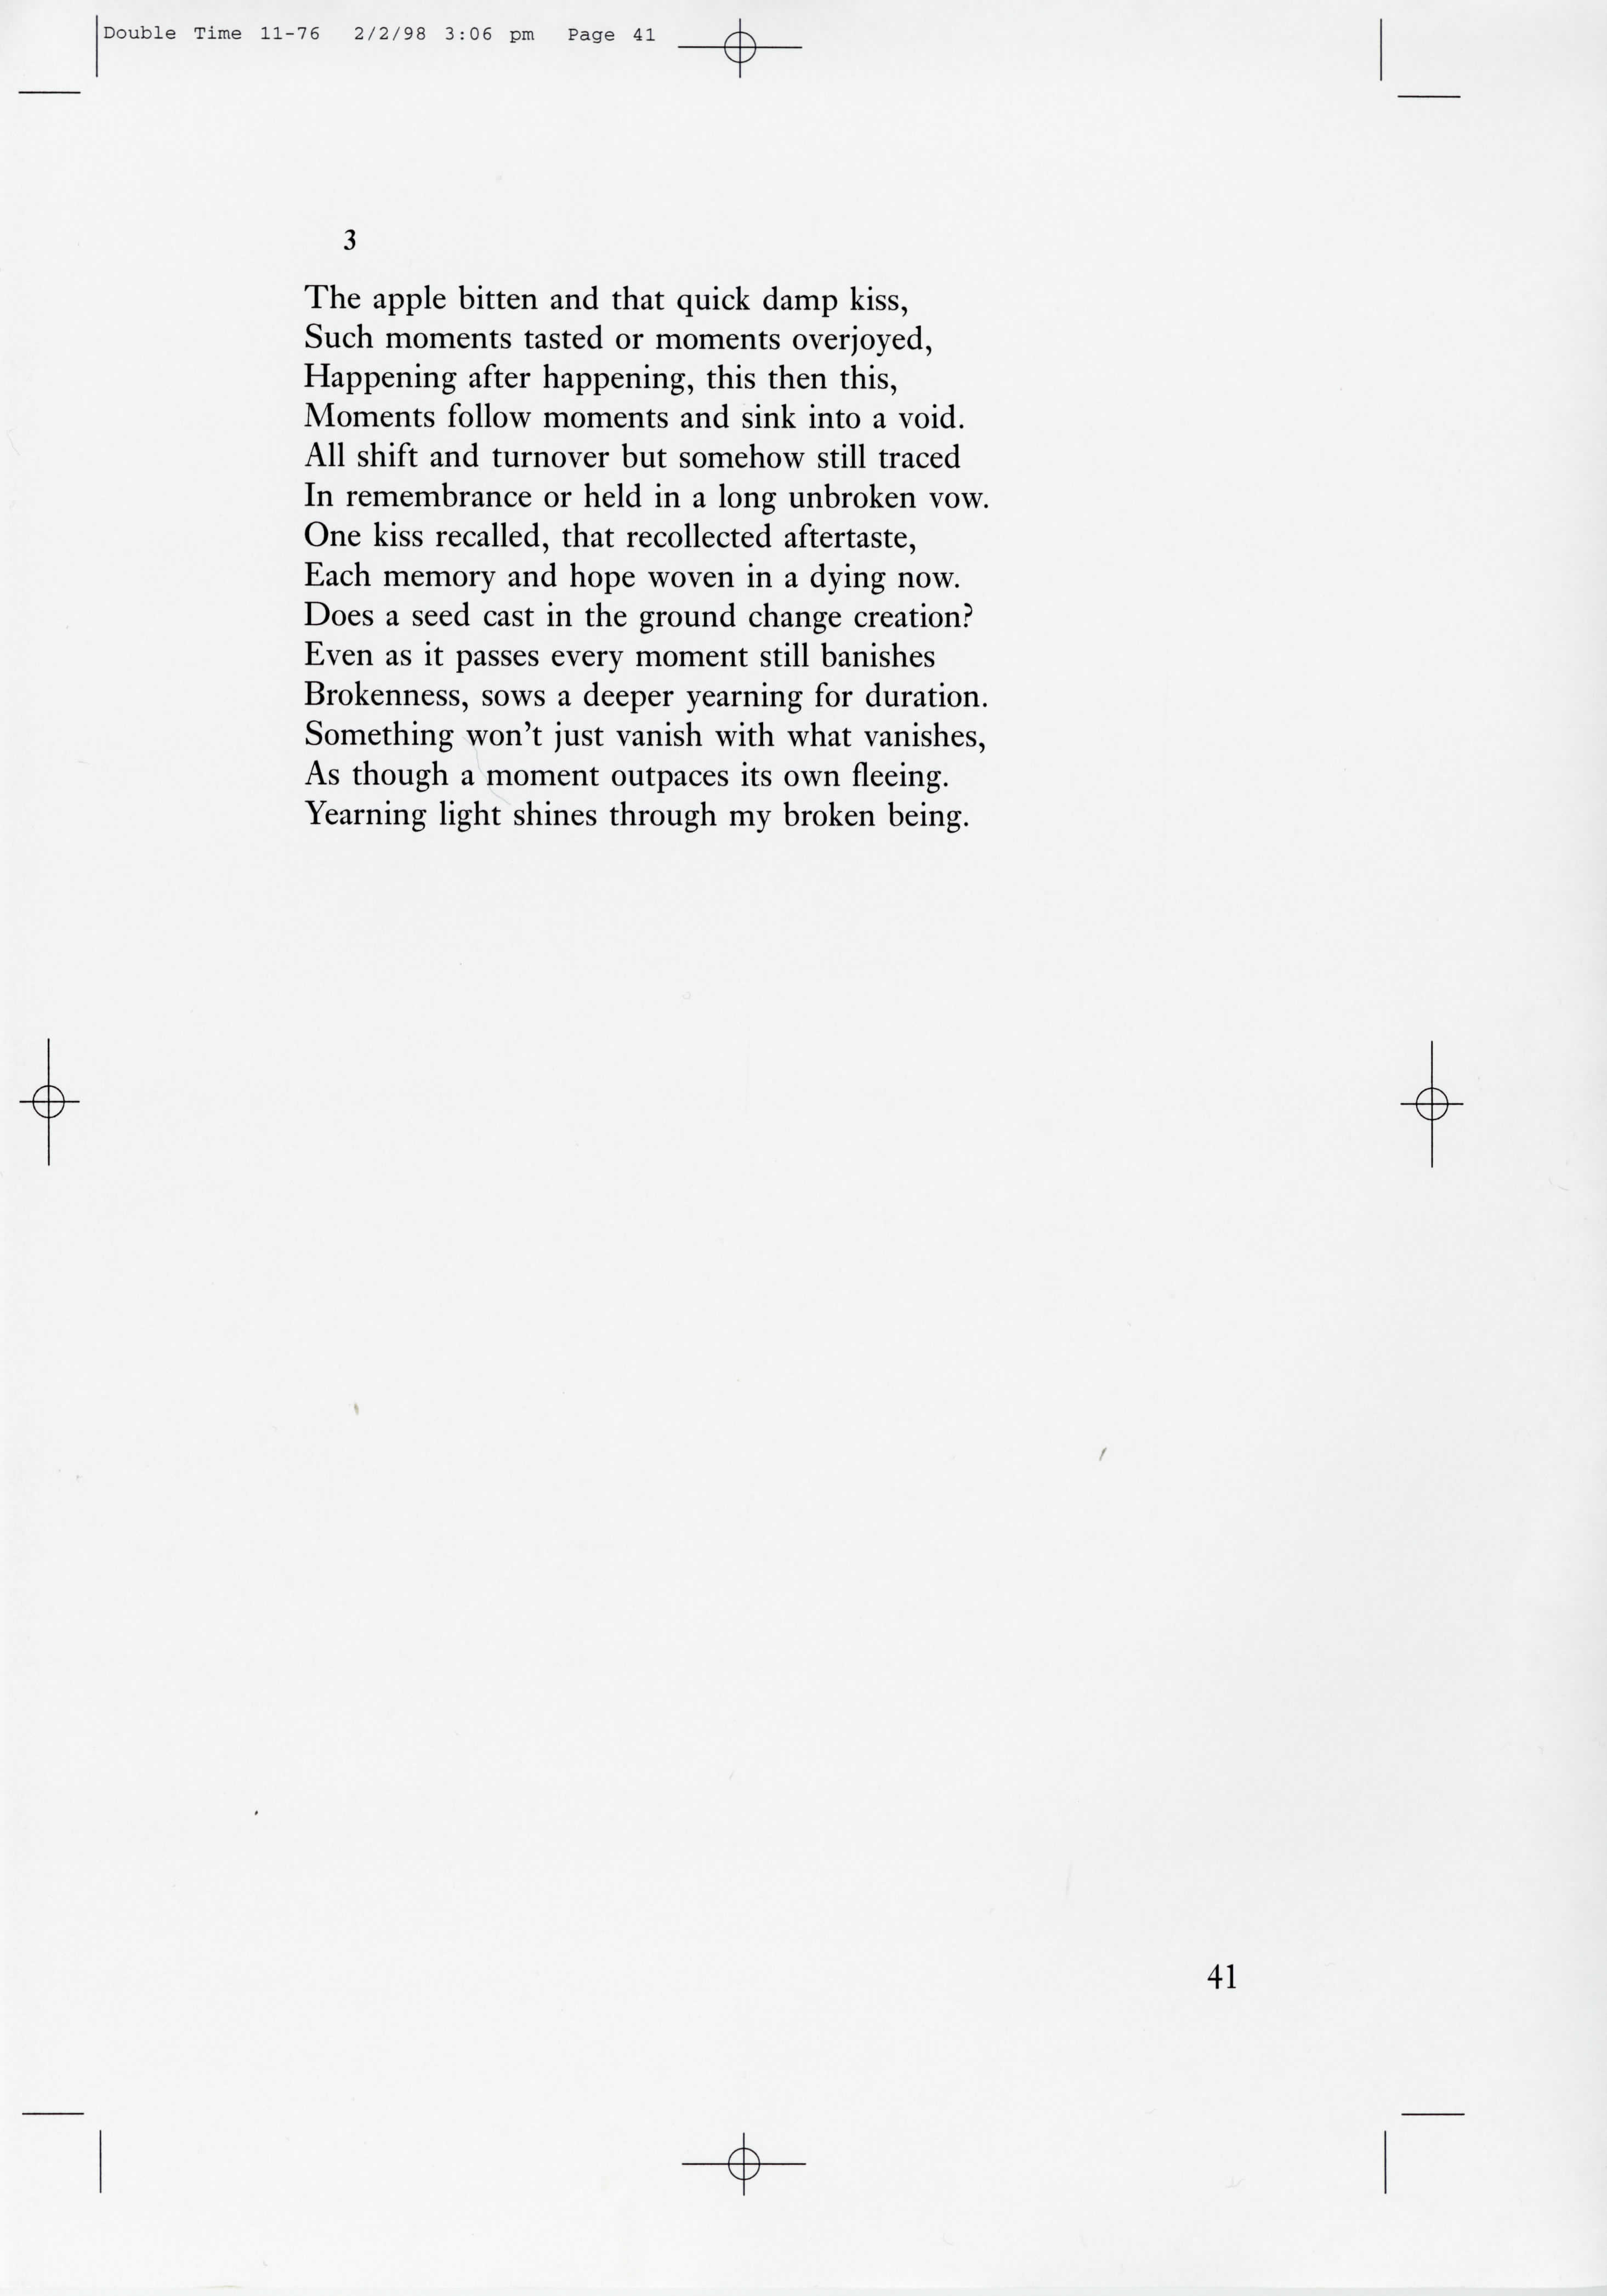 Double Time 11-76 2/2/98 3:06 pm Page 41
3
The apple bitten and that quick damp kiss,
Such moments tasted or moments overjoyed,
Happening after happening, this then this,
Moments follow moments and sink into a void.
All shift and turnover but somehow still traced
In remembrance or held in a long unbroken vow.
One kiss recalled, that recollected aftertaste,
Each memory and hope woven in a dying now.
Does a seed cast in the ground change creation?
Even as it passes every moment still banishes
Brokenness, sows a deeper yearning for duration.
Something won’t just vanish with what vanishes,
As though a moment outpaces its own fleeing.
Yearning light shines through my broken being.
41